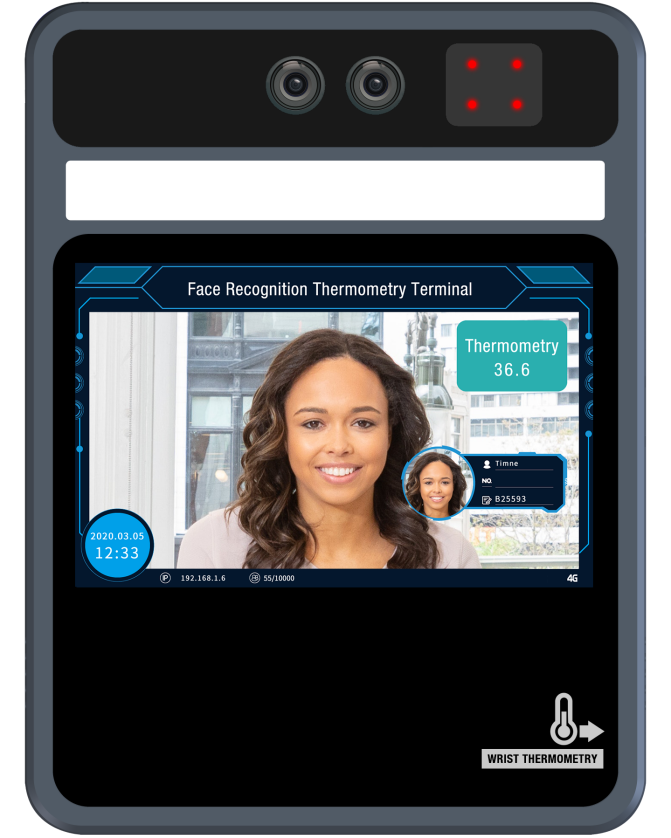 Face Recognition Thermometry Terminal
Thermometry
36.6
Timne
NO.
B25593
2020.03.05
12:33
IP 192.168.1.6 55/10000 4G
WRIST THERMOMETRY